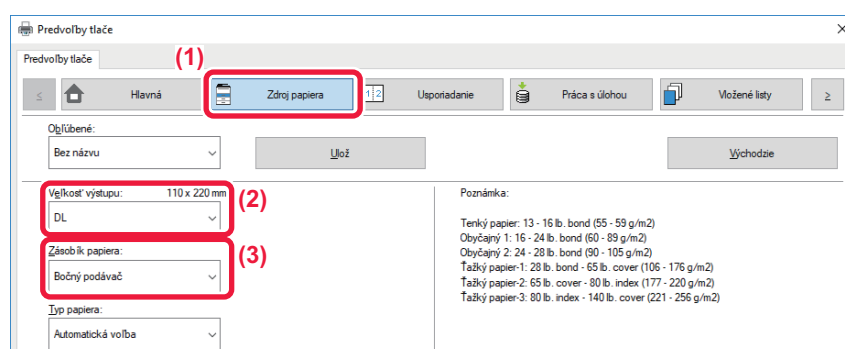 Predvoľby tlače
Predvoľby tlače
(1)
≤ Hlavná Zdroj papiera 1 2 Usporiadanie Práca s úlohou Vložené listy ≥
Obľúbené:
Bez názvu Ulož Východzie
Veľkosť výstupu: 110 x 220 mm
(2)
DL
Zásobík papiera:
(3)
Bočný podávač
Typ papiera:
Automatická voľba
Poznámka:
Tenký papier: 13 - 16 lb. bond (55 - 59 g/m2)
Obyčajný 1: 16 - 24 lb. bond (60 - 89 g/m2)
Obyčajný 2: 24 - 28 lb. bond (90 - 105 g/m2)
Ťažký papier-1: 28 lb. bond - 65 lb. cover (106 - 176 g/m2)
Ťažký papier-2: 65 lb. cover - 80 lb. index (177 - 220 g/m2)
Ťažký papier-3: 80 lb. index - 140 lb. cover (221 - 256 g/m2)